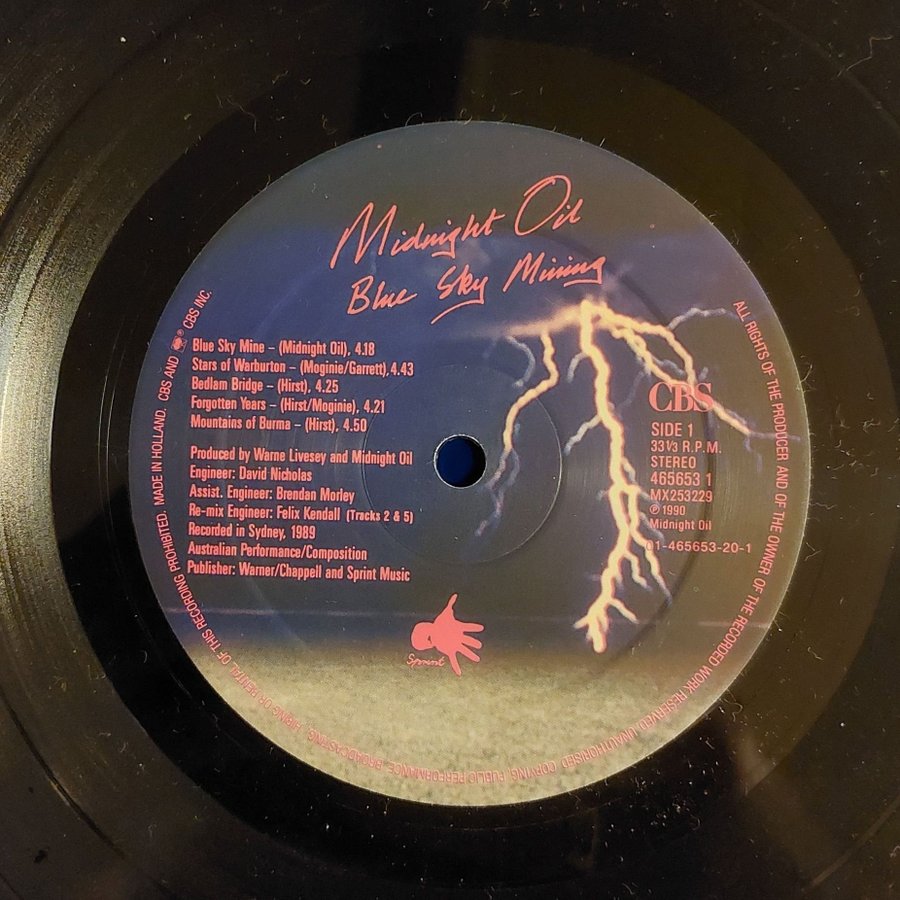 Midnight Oil
Blue Sky Mining
Blue Sky Mine – (Midnight Oil), 4.18
Stars of Warburton – (Moginie/Garrett), 4.43
Bedlam Bridge – (Hirst), 4.25
Forgotten Years – (Hirst/Moginie), 4.21
Mountains of Burma – (Hirst), 4.50
Produced by Warne Livesey and Midnight Oil
Engineer: David Nicholas
Assist. Engineer: Brendan Morley
Re-mix Engineer: Felix Kendall (Tracks 2 & 5)
Recorded in Sydney, 1989
Australian Performance/Composition
Publisher: Warner/Chappell and Sprint Music
CBS
SIDE 1
33⅓ R.P.M.
STEREO
465653 1
MX253229
℗ 1990
Midnight Oil
01-465653-20-1
Sprint
ALL RIGHTS OF THE PRODUCER AND OF THE OWNER OF THE RECORDED WORK RESERVED. UNAUTHORISED COPYING, PUBLIC PERFORMANCE, BROADCASTING, HIRING OR RENTAL OF THIS RECORDING PROHIBITED. MADE IN HOLLAND. CBS AND ® CBS INC.